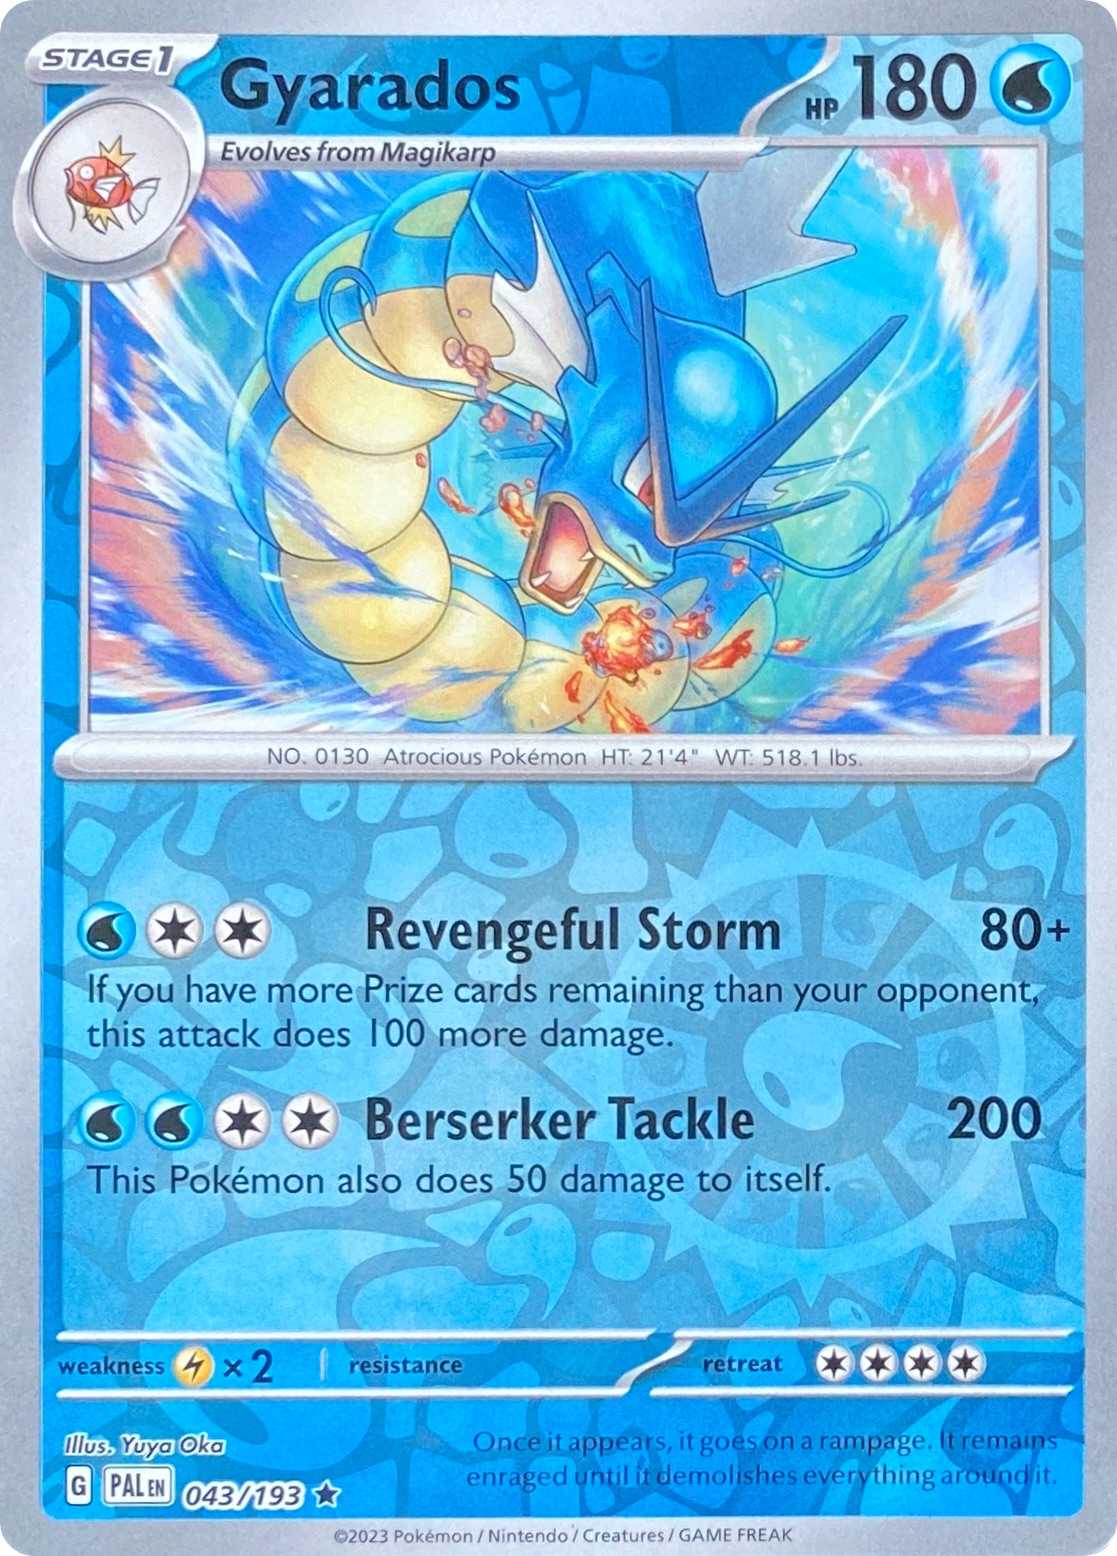 STAGE 1
Gyarados
HP 180
Evolves from Magikarp
NO. 0130 Atrocious Pokémon HT: 21'4" WT: 518.1 lbs.
Revengeful Storm 80+
If you have more Prize cards remaining than your opponent,
this attack does 100 more damage.
Berserker Tackle 200
This Pokémon also does 50 damage to itself.
weakness ×2 resistance retreat
Illus. Yuya Oka
Once it appears, it goes on a rampage. It remains
enraged until it demolishes everything around it.
G PAL EN 043/193
©2023 Pokémon / Nintendo / Creatures / GAME FREAK